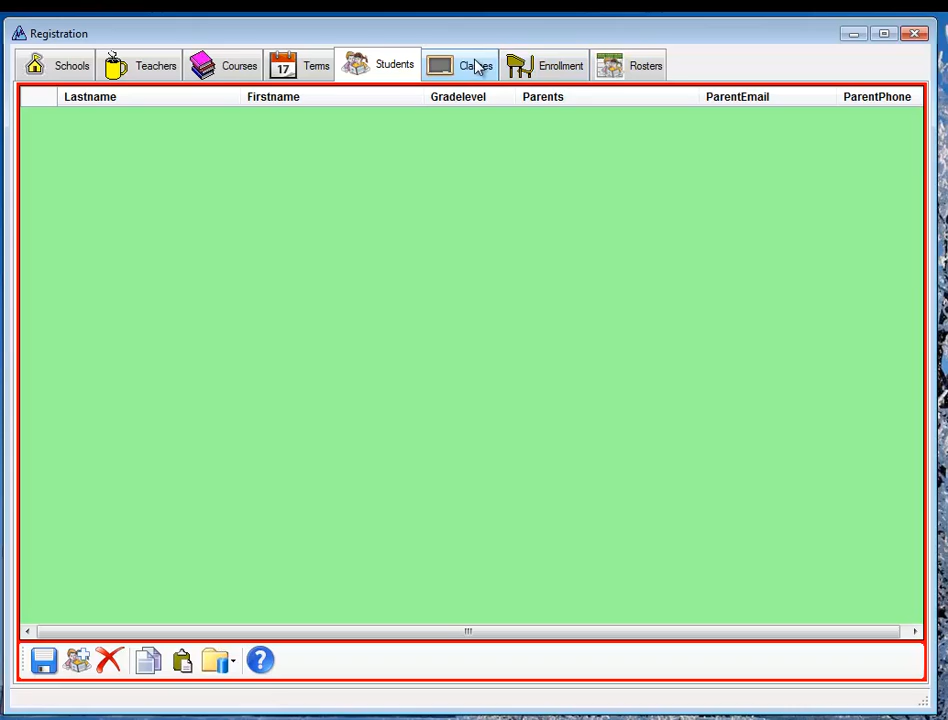 Registration
Schools Teachers Courses 17 Terms Students Classes Enrollment Rosters
Lastname Firstname Gradelevel Parents ParentEmail ParentPhone
?